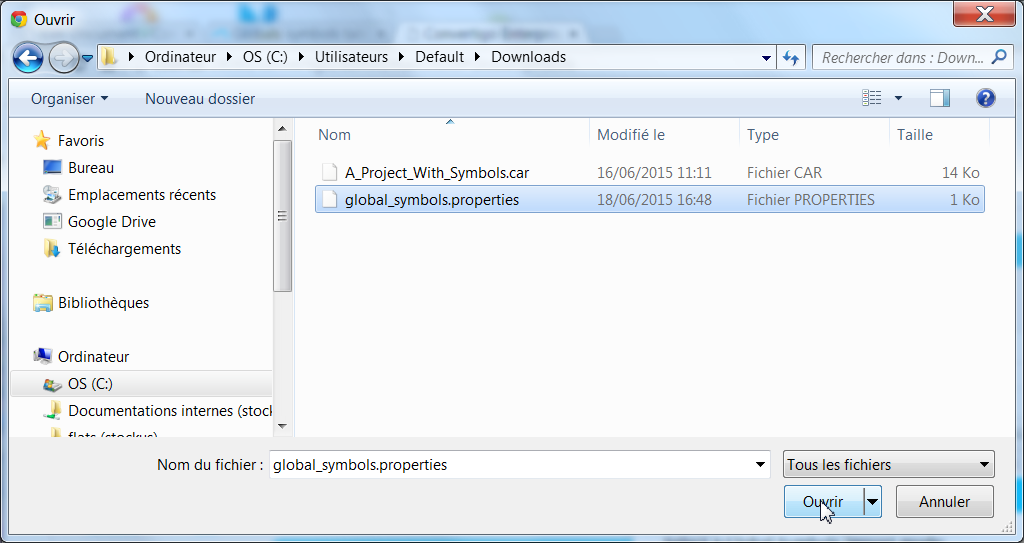 Ouvrir
Ordinateur OS (C:) Utilisateurs Default Downloads
Rechercher dans : Down...
Organiser Nouveau dossier
Favoris
Bureau
Emplacements récents
Google Drive
Téléchargements
Bibliothèques
Ordinateur
OS (C:)
Documentations internes (stock
flats (stockus)
Nom Modifié le Type Taille
A_Project_With_Symbols.car 16/06/2015 11:11 Fichier CAR 14 Ko
global_symbols.properties 18/06/2015 16:48 Fichier PROPERTIES 1 Ko
Nom du fichier : global_symbols.properties Tous les fichiers
Ouvrir Annuler